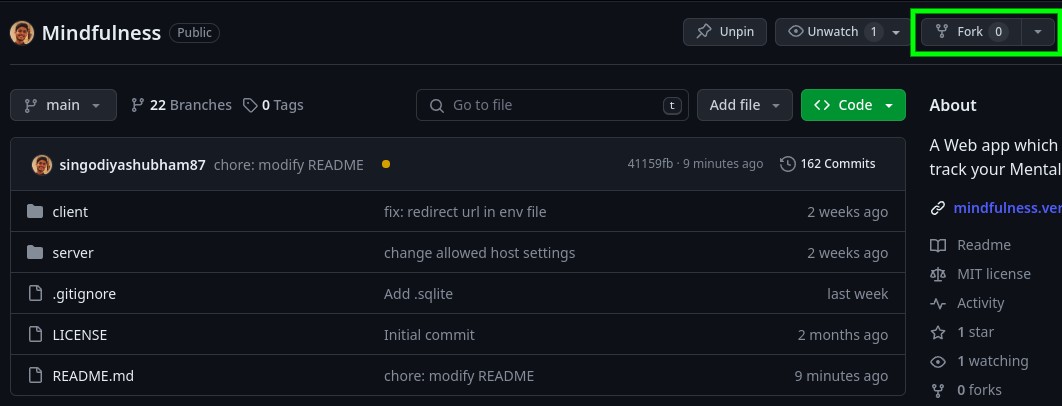 Mindfulness Public Unpin Unwatch 1 Fork 0
main 22 Branches 0 Tags Go to file t Add file Code
About
A Web app which
track your Mental
singodiyashubham87 chore: modify README 41159fb · 9 minutes ago 162 Commits
client fix: redirect url in env file 2 weeks ago
server change allowed host settings 2 weeks ago
.gitignore Add .sqlite last week
LICENSE Initial commit 2 months ago
README.md chore: modify README 9 minutes ago
mindfulness.ver
Readme
MIT license
Activity
1 star
1 watching
0 forks